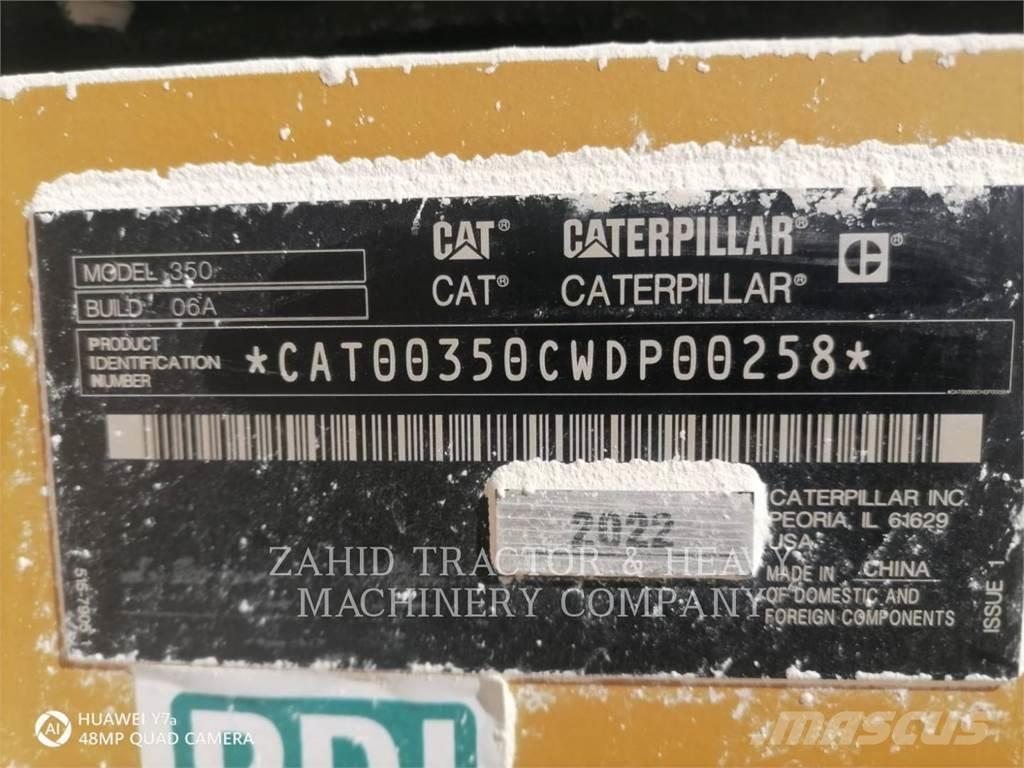 CAT® CATERPILLAR® ®
CAT® CATERPILLAR®
MODEL 350
BUILD 06A
PRODUCT
IDENTIFICATION
NUMBER
*CAT00350CWDP00258*
2022
CATERPILLAR INC.
PEORIA, IL 61629
USA
MADE IN CHINA
OF DOMESTIC AND
FOREIGN COMPONENTS
ISSUE 1
ZAHID TRACTOR & HEAVY
MACHINERY COMPANY
PDI
AI HUAWEI Y7a
48MP QUAD CAMERA
mascus